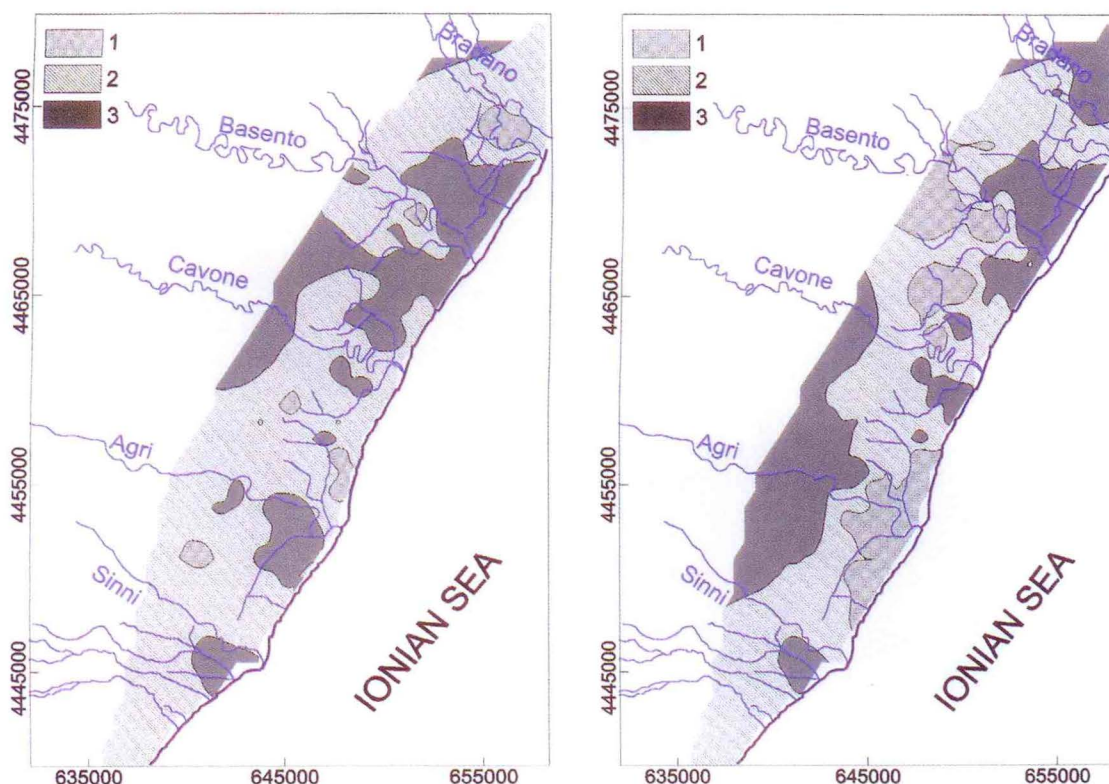 1
2
3
Bradano
4475000
Basento
Cavone
4465000
Agri
4455000
Sinni
IONIAN SEA
4445000
635000 645000 655000
1
2
3
Bradano
4475000
Basento
Cavone
4465000
Agri
4455000
Sinni
IONIAN SEA
4445000
635000 645000 655000